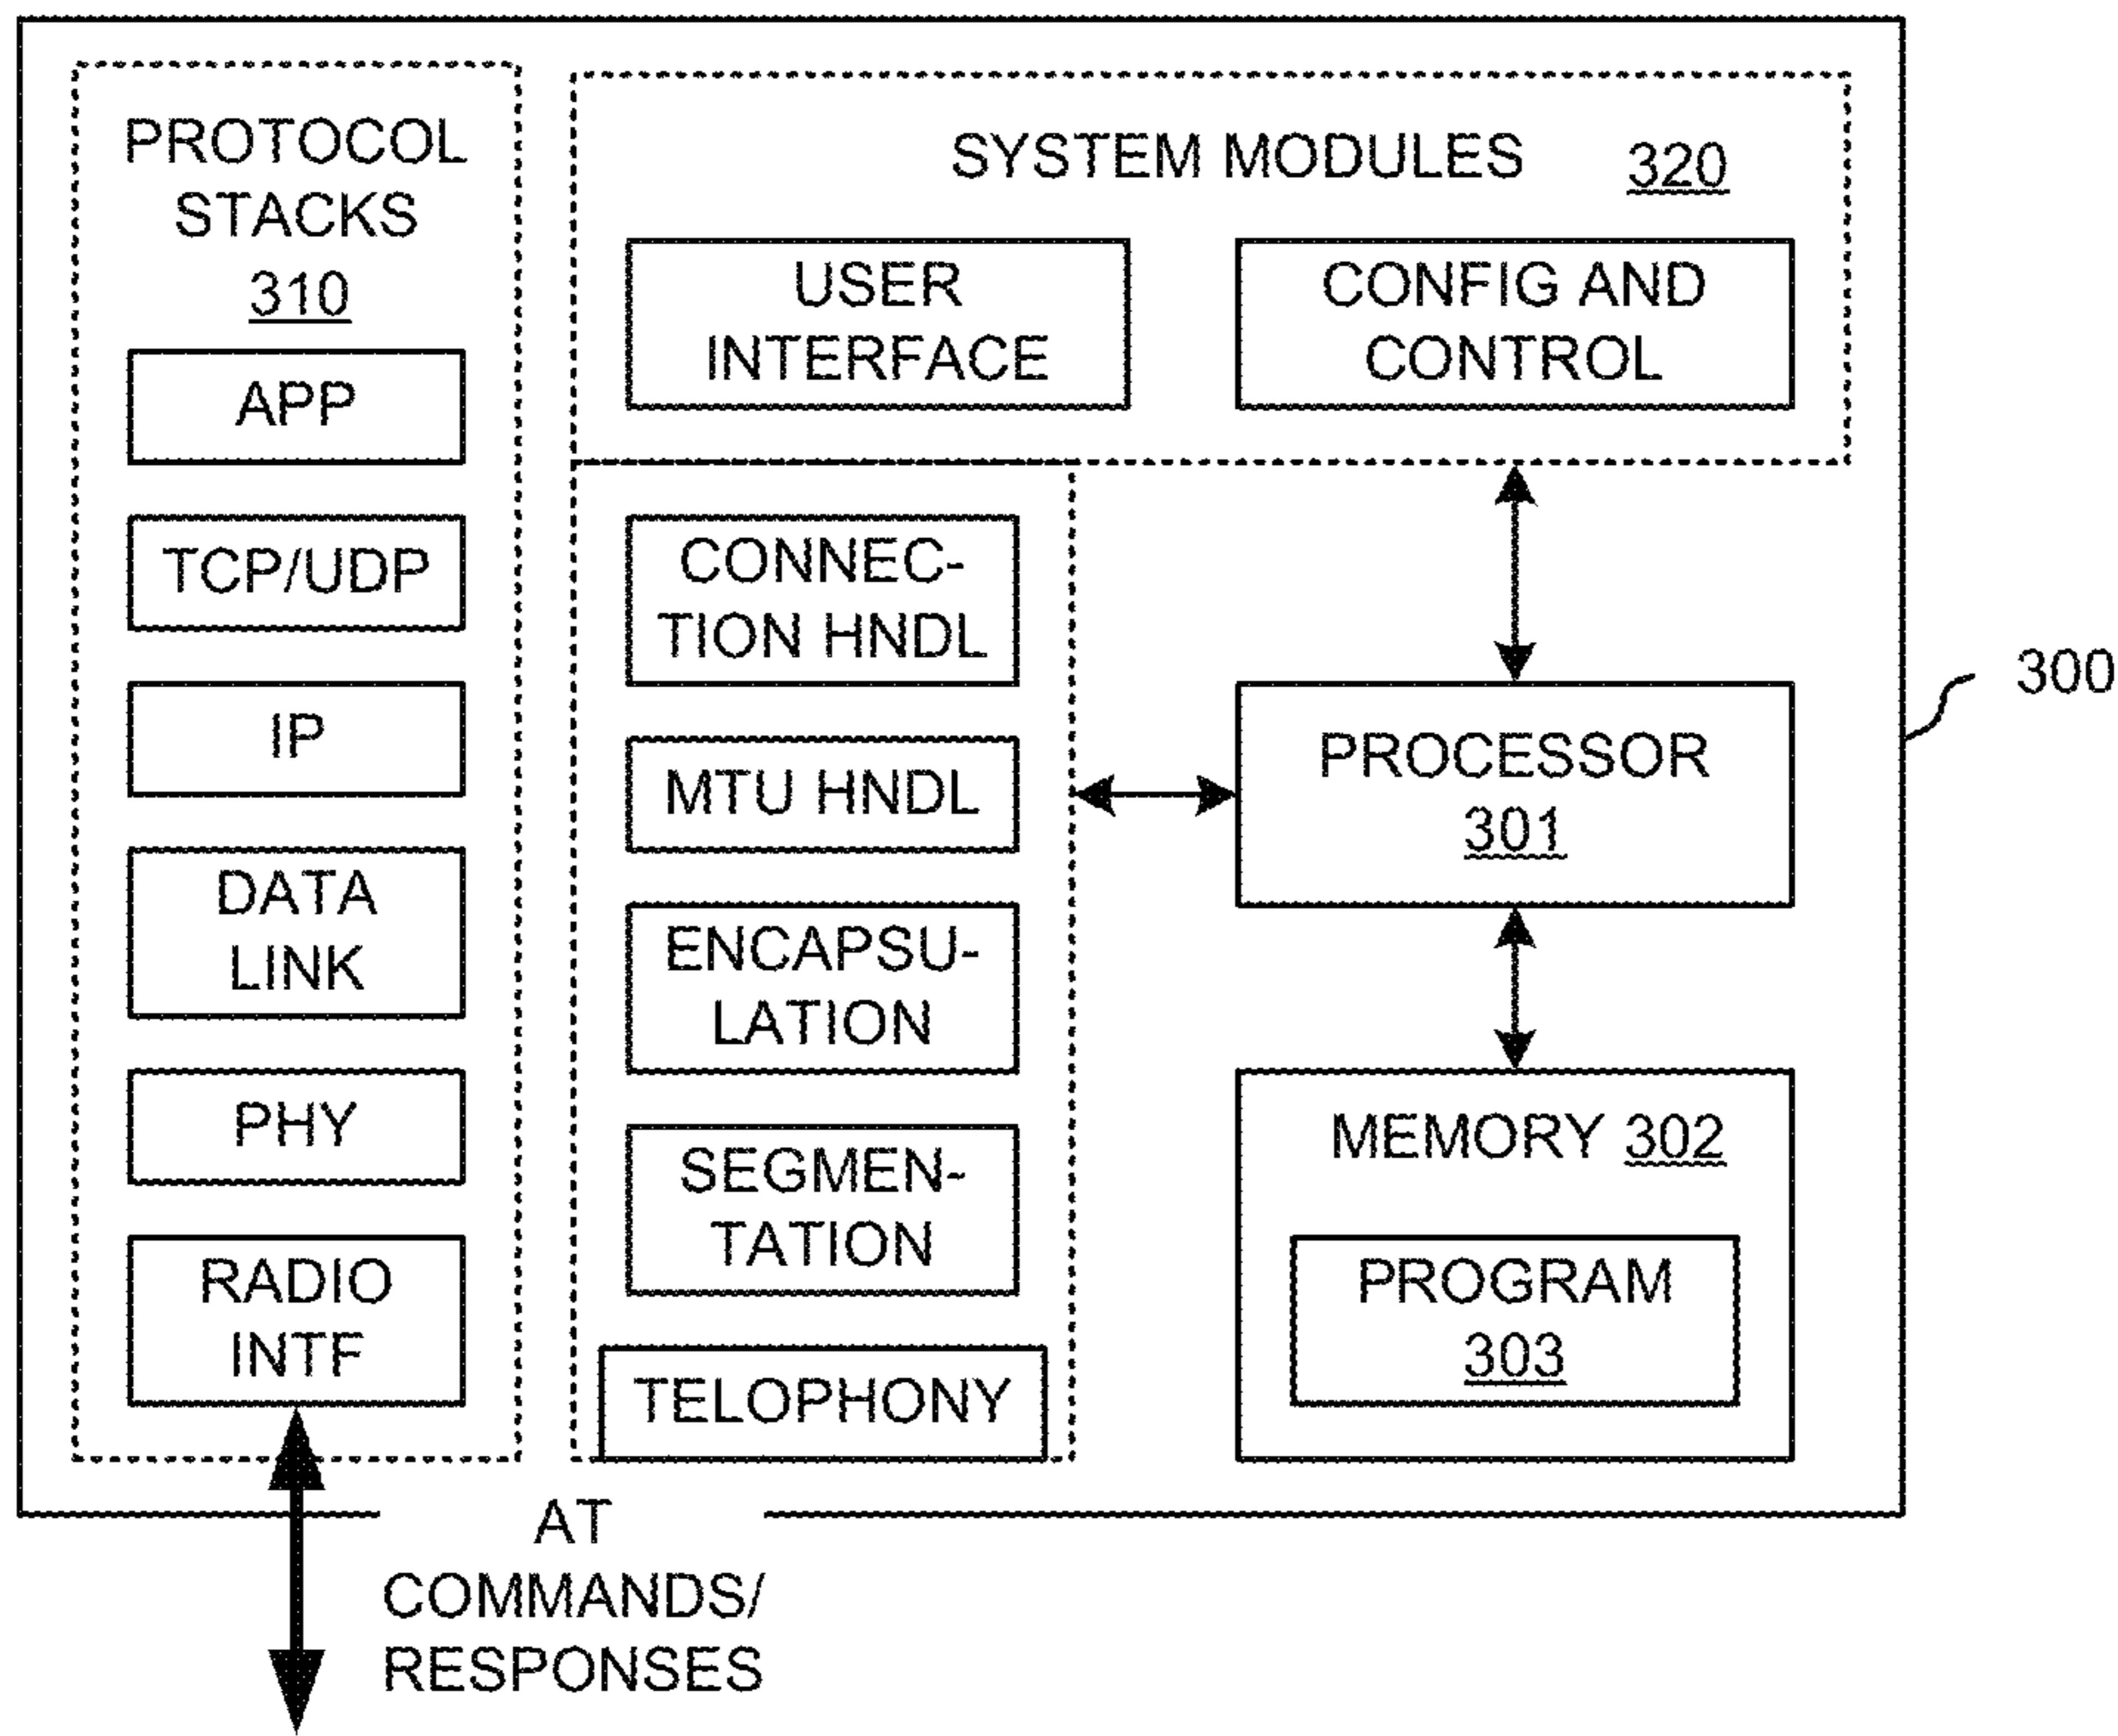 PROTOCOL
STACKS
310
APP
TCP/UDP
IP
DATA
LINK
PHY
RADIO
INTF
SYSTEM MODULES 320
USER
INTERFACE
CONFIG AND
CONTROL
CONNEC-
TION HNDL
MTU HNDL
ENCAPSU-
LATION
SEGMEN-
TATION
TELOPHONY
PROCESSOR
301
MEMORY 302
PROGRAM
303
300
AT
COMMANDS/
RESPONSES